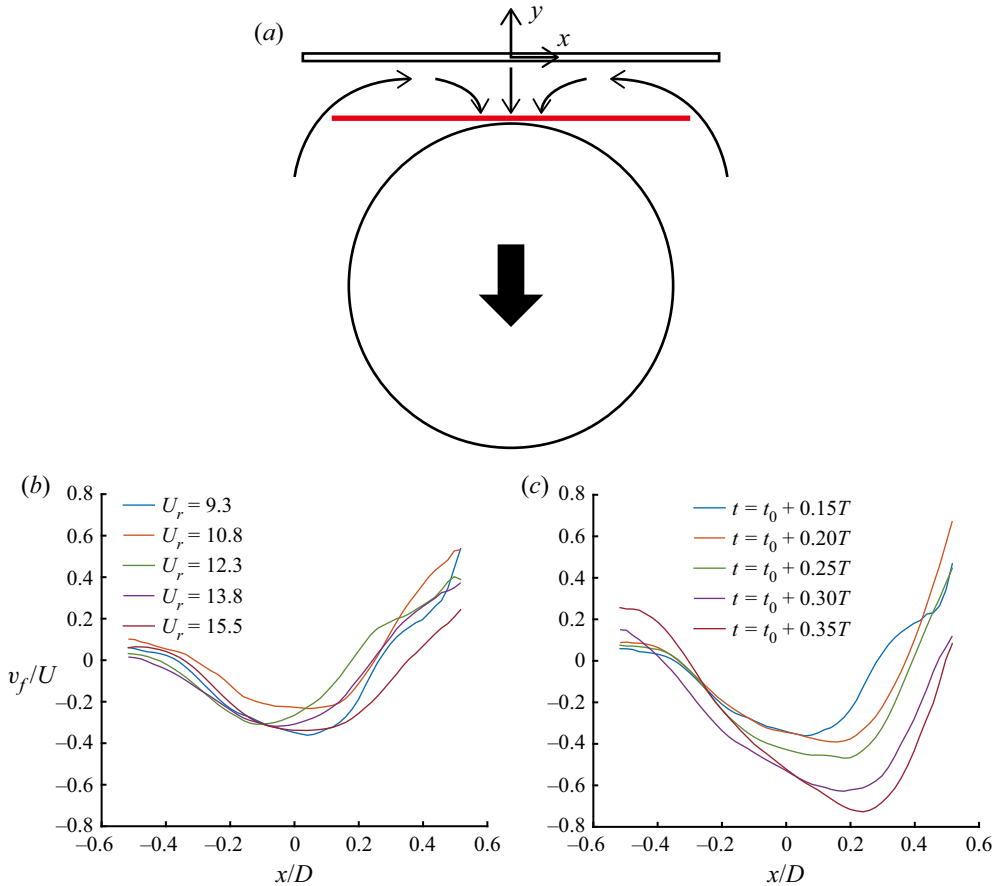 (a)
y
x
(b)
0.8
0.6
0.4
0.2
0
–0.2
–0.4
–0.6
–0.8
v_f/U
U_r = 9.3
U_r = 10.8
U_r = 12.3
U_r = 13.8
U_r = 15.5
–0.6 –0.4 –0.2 0 0.2 0.4 0.6
x/D
(c)
0.8
0.6
0.4
0.2
0
–0.2
–0.4
–0.6
–0.8
t = t_0 + 0.15T
t = t_0 + 0.20T
t = t_0 + 0.25T
t = t_0 + 0.30T
t = t_0 + 0.35T
–0.6 –0.4 –0.2 0 0.2 0.4 0.6
x/D